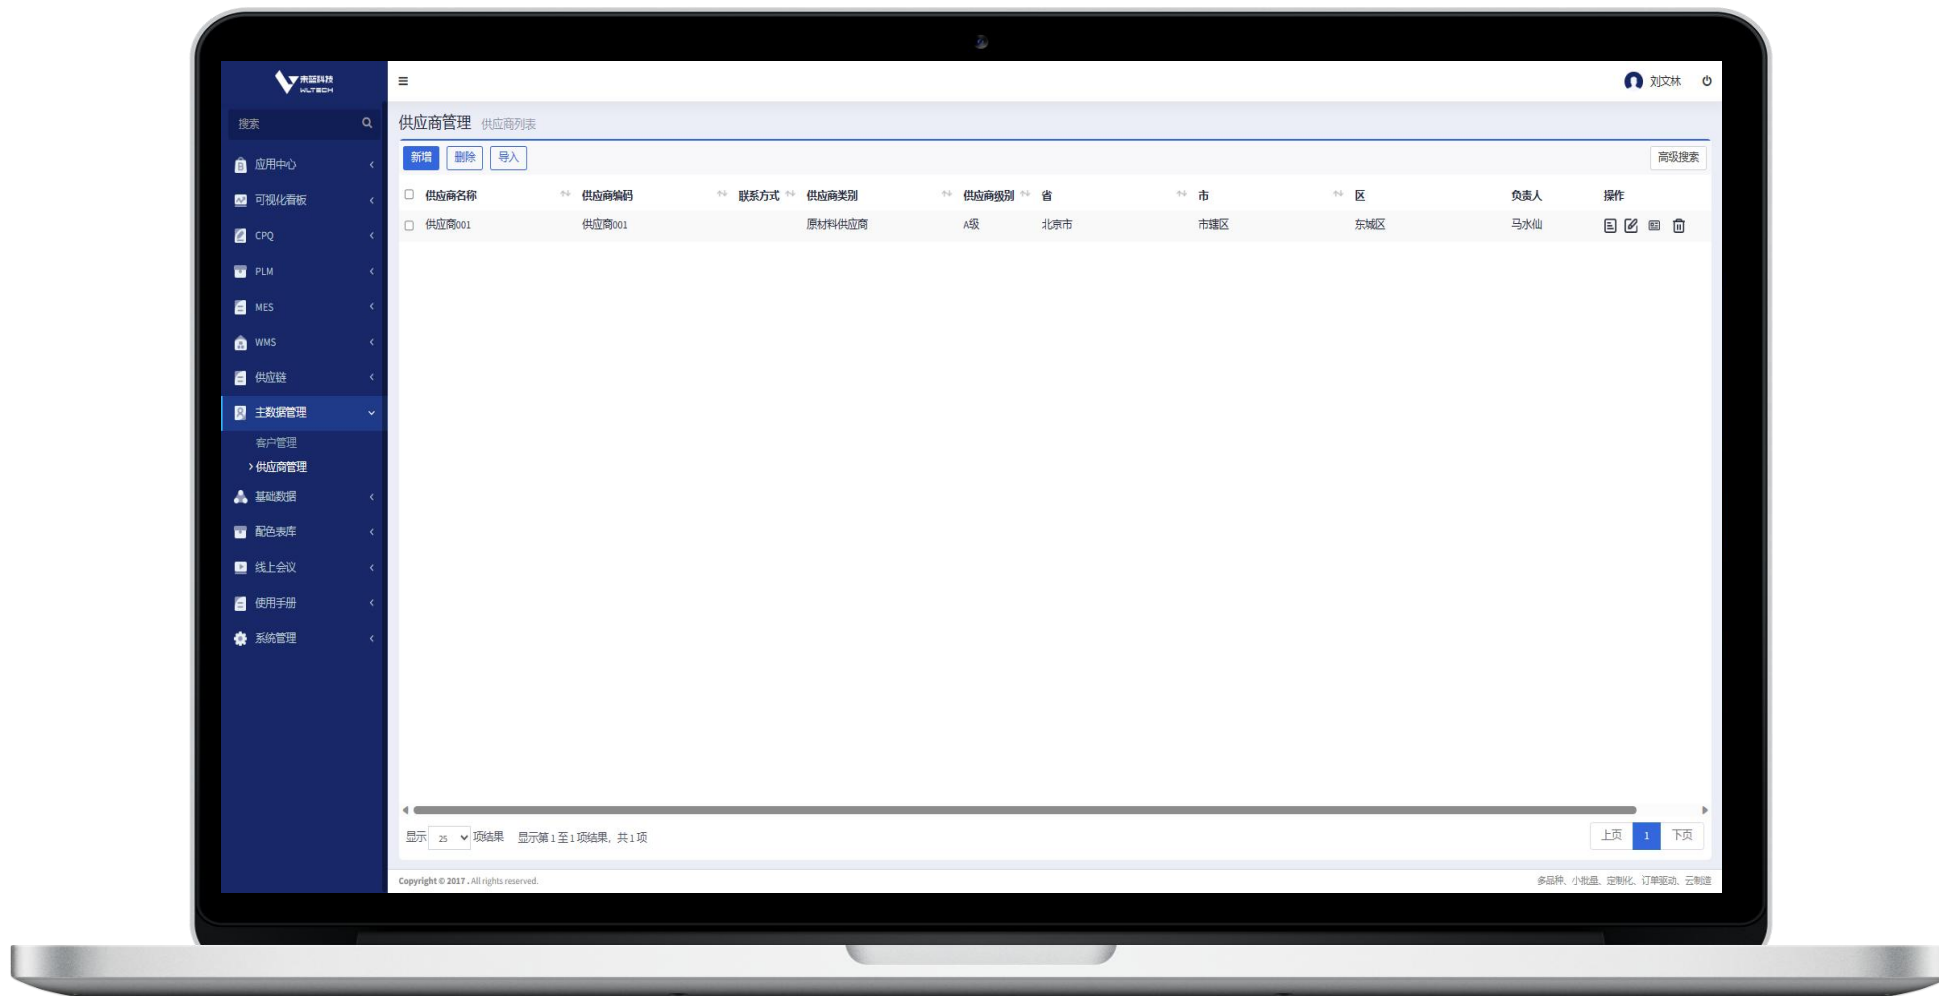 未蓝科技
WLTECH
刘文林
搜索
供应商管理 供应商列表
新增 删除 导入 高级搜索
应用中心
可视化看板
CPQ
PLM
MES
WMS
供应链
主数据管理
客户管理
供应商管理
基础数据
配色表库
线上会议
使用手册
系统管理
供应商名称 供应商编码 联系方式 供应商类别 供应商级别 省 市 区 负责人 操作
供应商001 供应商001 原材料供应商 A级 北京市 市辖区 东城区 马水仙
显示 25 项结果 显示第 1 至 1 项结果, 共 1 项
上页 1 下页
Copyright © 2017 . All rights reserved.
多品种、小批量、定制化、订单驱动、云制造